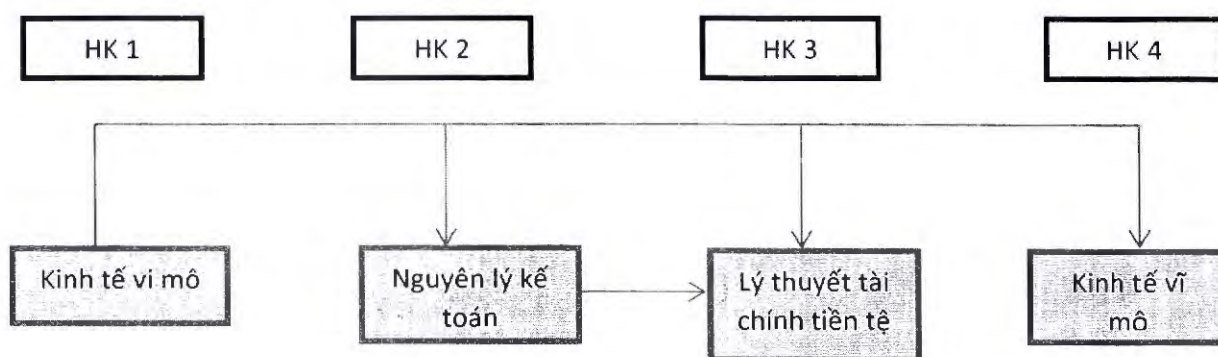 HK 1
HK 2
HK 3
HK 4
Kinh tế vi mô
Nguyên lý kế
toán
Lý thuyết tài
chính tiền tệ
Kinh tế vĩ
mô